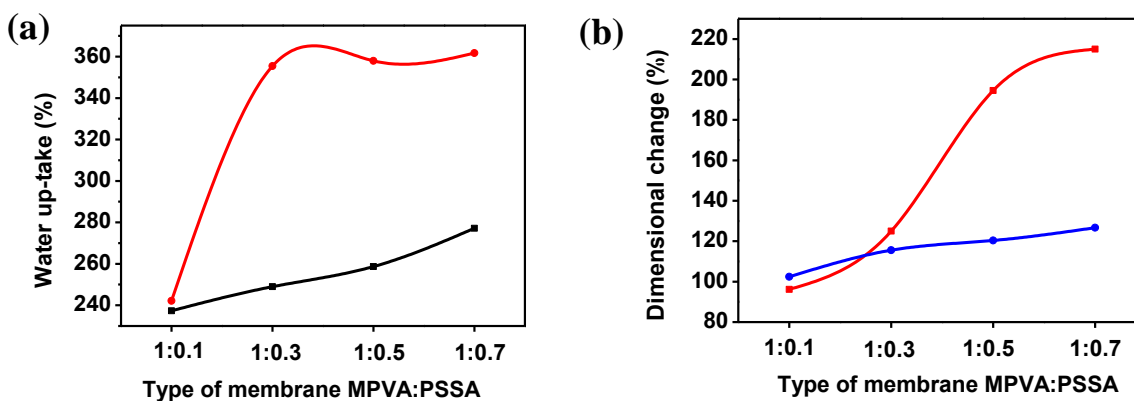 (a)
Water up-take (%)
360
340
320
300
280
260
240
1:0.1 1:0.3 1:0.5 1:0.7
Type of membrane MPVA:PSSA
(b)
Dimensional change (%)
220
200
180
160
140
120
100
80
1:0.1 1:0.3 1:0.5 1:0.7
Type of membrane MPVA:PSSA